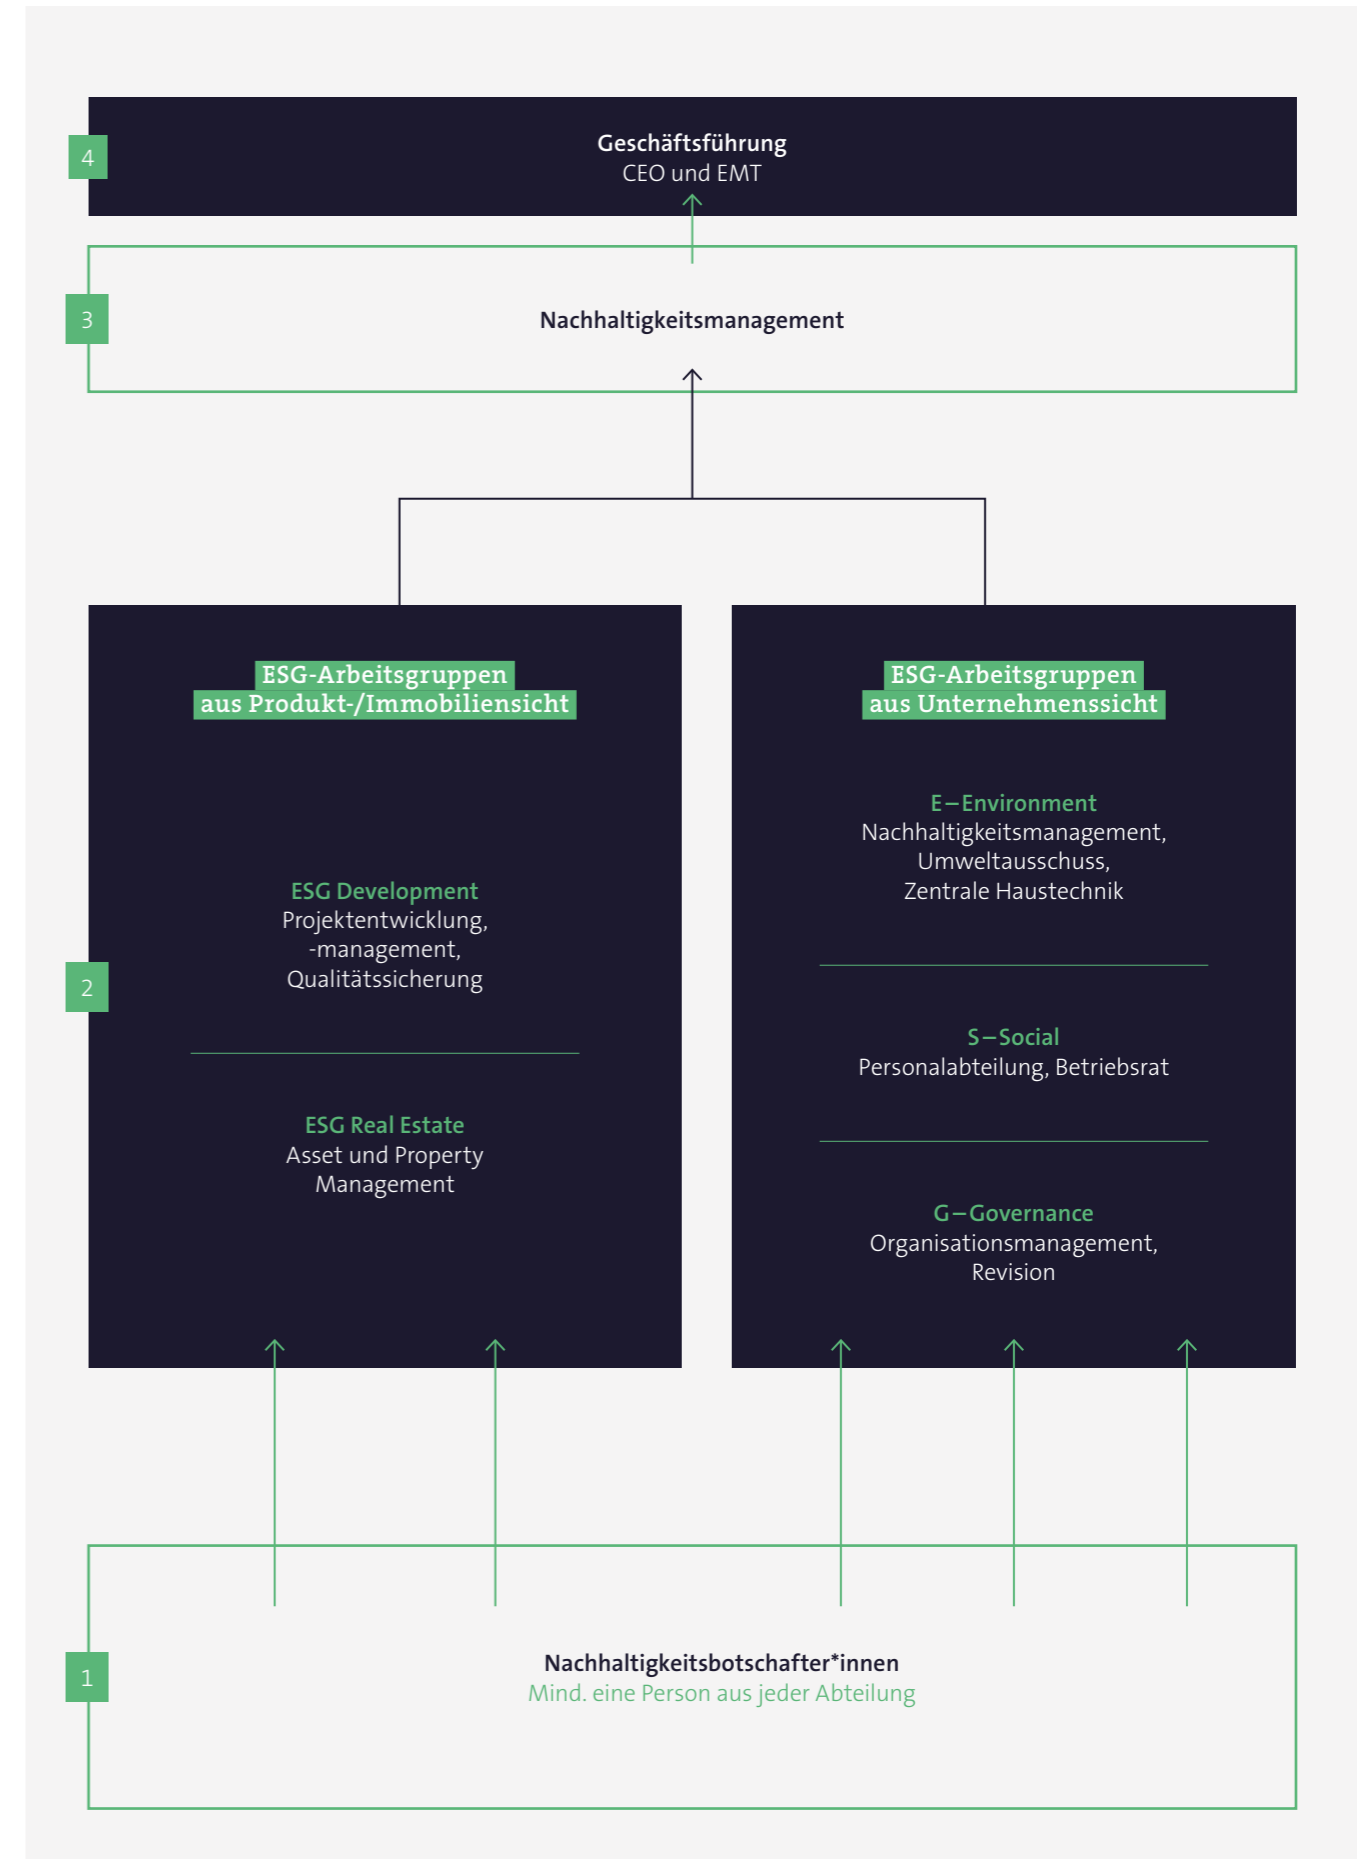 4
Geschäftsführung
CEO und EMT
3
Nachhaltigkeitsmanagement
2
ESG-Arbeitsgruppen
aus Produkt-/Immobiliensicht
ESG Development
Projektentwicklung,
-management,
Qualitätssicherung
ESG Real Estate
Asset und Property
Management
ESG-Arbeitsgruppen
aus Unternehmenssicht
E – Environment
Nachhaltigkeitsmanagement,
Umweltausschuss,
Zentrale Haustechnik
S – Social
Personalabteilung, Betriebsrat
G – Governance
Organisationsmanagement,
Revision
1
Nachhaltigkeitsbotschafter*innen
Mind. eine Person aus jeder Abteilung